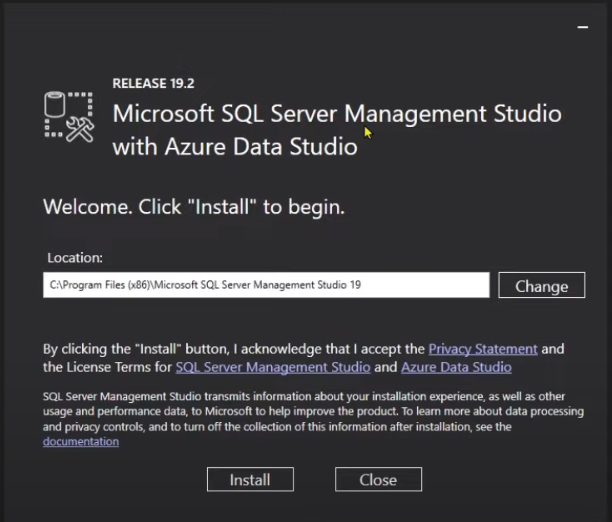 RELEASE 19.2
Microsoft SQL Server Management Studio
with Azure Data Studio
Welcome. Click "Install" to begin.
Location:
C:\Program Files (x86)\Microsoft SQL Server Management Studio 19
Change
By clicking the "Install" button, I acknowledge that I accept the Privacy Statement and
the License Terms for SQL Server Management Studio and Azure Data Studio
SQL Server Management Studio transmits information about your installation experience, as well as other
usage and performance data, to Microsoft to help improve the product. To learn more about data processing
and privacy controls, and to turn off the collection of this information after installation, see the
documentation
Install
Close